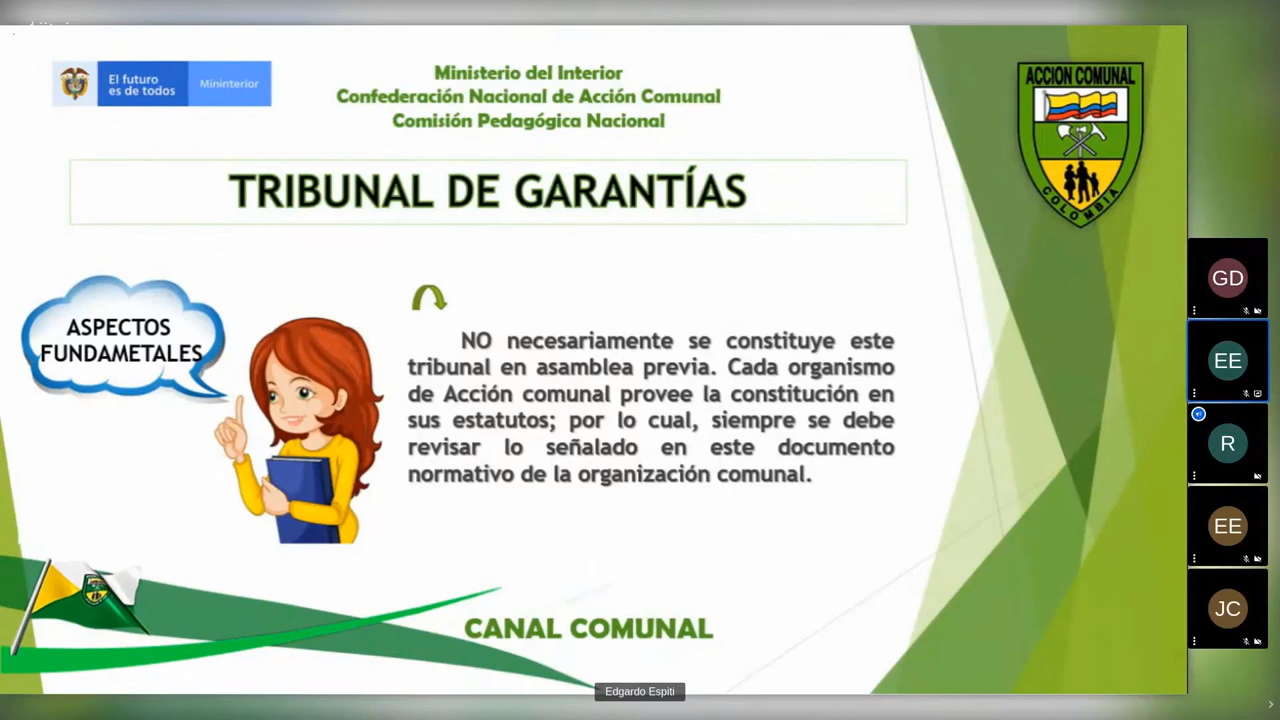 El futuro
es de todos
Mininterior
Ministerio del Interior
Confederación Nacional de Acción Comunal
Comisión Pedagógica Nacional
ACCION COMUNAL
COLOMBIA
TRIBUNAL DE GARANTÍAS
ASPECTOS
FUNDAMETALES
NO necesariamente se constituye este
tribunal en asamblea previa. Cada organismo
de Acción comunal provee la constitución en
sus estatutos; por lo cual, siempre se debe
revisar lo señalado en este documento
normativo de la organización comunal.
CANAL COMUNAL
Edgardo Espiti
GD
EE
R
EE
JC